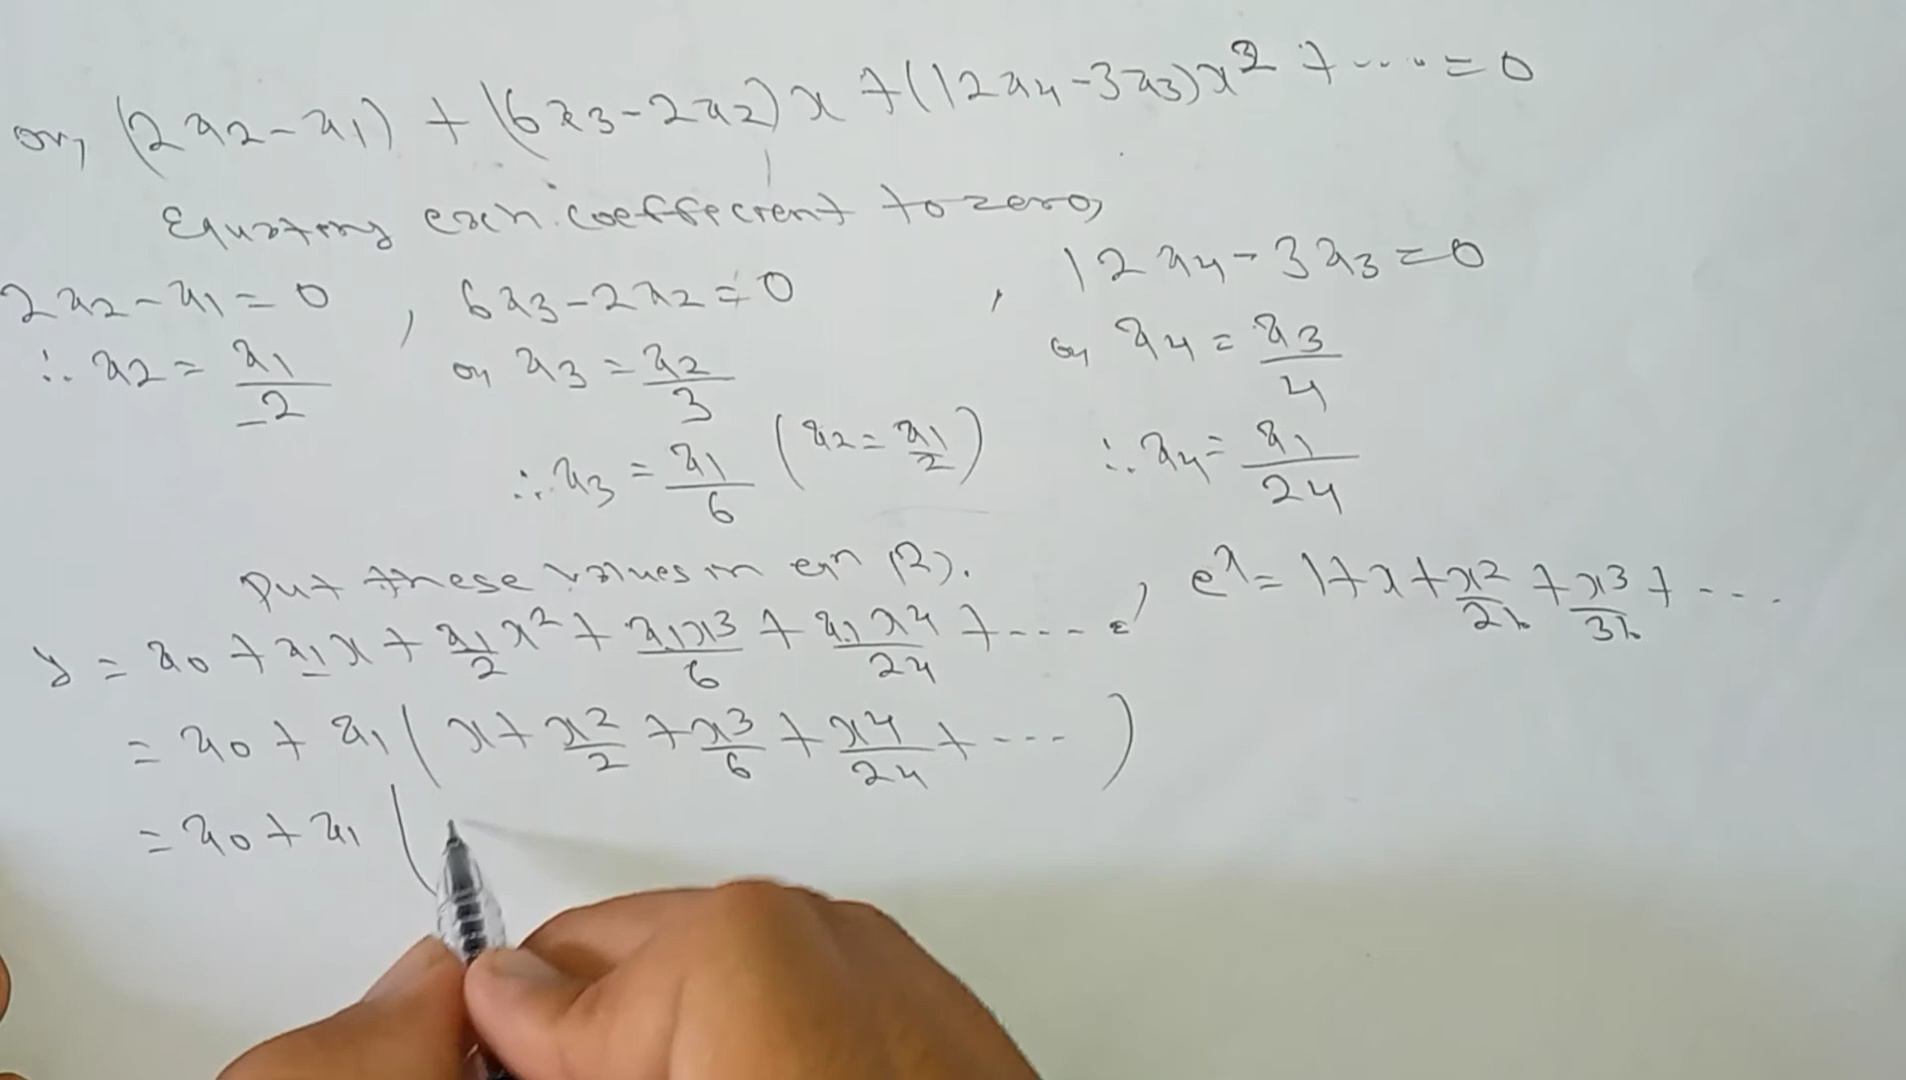 or, (2a2-a1) + (6a3-2a2)x + (12a4-3a3)x² + ---- = 0
Equating each coeffecient to zero,
2a2-a1=0 , 6a3-2a2=0 , 12a4-3a3=0
∴ a2 = a1/2 or a3 = a2/3 or a4 = a3/4
∴ a3 = a1/6 (a2 = a1/2) ∴ a4 = a1/24
Put these values in eqn (2).
y = a0 + a1x + a1/2 x² + a1x³/6 + a1x⁴/24 + ---- , e^x = 1+x+x²/2! + x³/3! + ---
= a0 + a1 (x + x²/2 + x³/6 + x⁴/24 + --- )
= a0 + a1 (